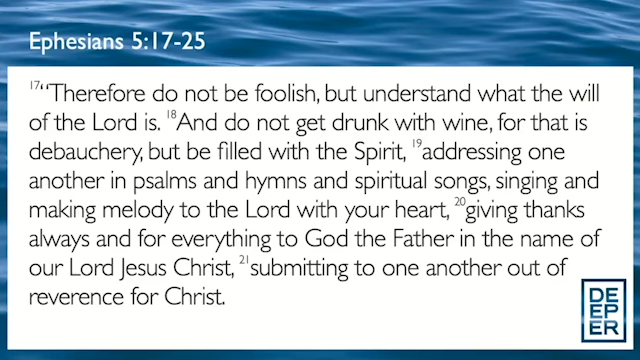 Ephesians 5:17-25
17“Therefore do not be foolish, but understand what the will
of the Lord is. 18And do not get drunk with wine, for that is
debauchery, but be filled with the Spirit, 19addressing one
another in psalms and hymns and spiritual songs, singing and
making melody to the Lord with your heart, 20giving thanks
always and for everything to God the Father in the name of
our Lord Jesus Christ, 21submitting to one another out of
reverence for Christ.
DE
EP
ER